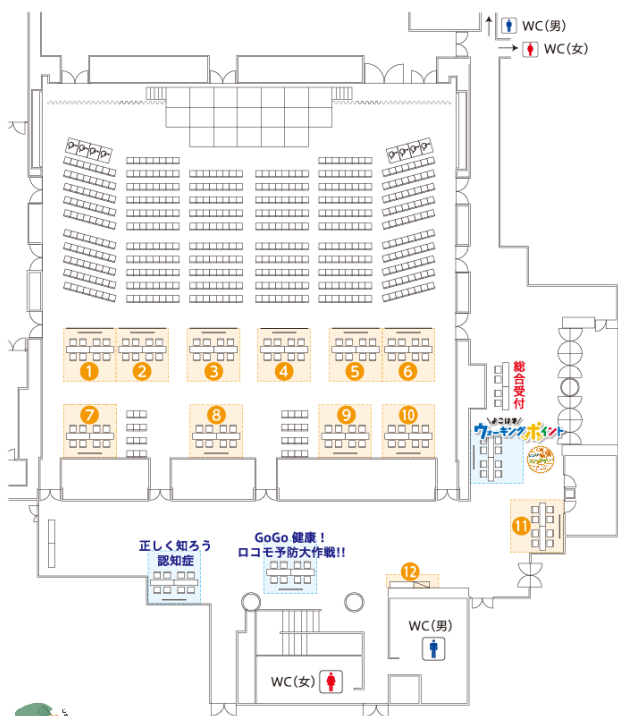 WC(男)
WC(女)
1
2
3
4
5
6
総合受付
7
8
9
10
よこはま
ウォーキングポイント
11
正しく知ろう
認知症
GoGo 健康！
ロコモ予防大作戦!!
12
WC(男)
WC(女)